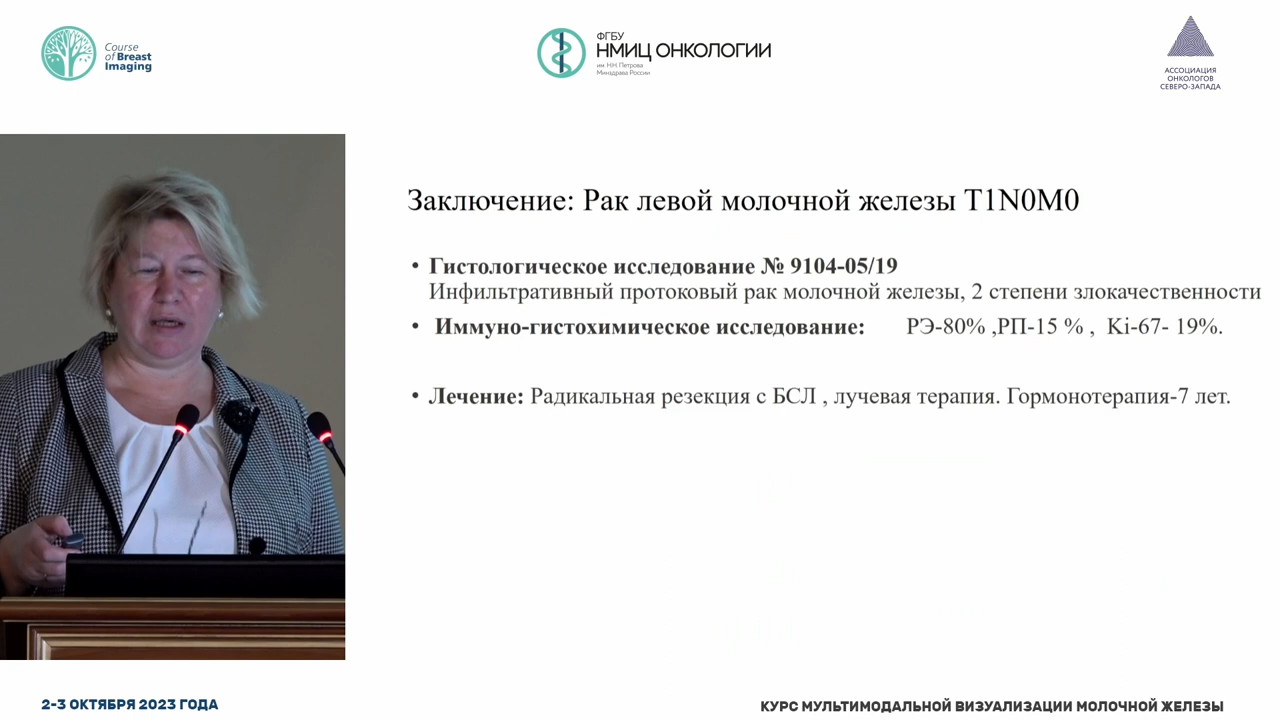 Course
of Breast
Imaging
ФГБУ
НМИЦ ОНКОЛОГИИ
им. Н.Н. Петрова
Минздрава России
АССОЦИАЦИЯ
ОНКОЛОГОВ
СЕВЕРО-ЗАПАДА
Заключение: Рак левой молочной железы T1N0M0
• Гистологическое исследование № 9104-05/19
Инфильтративный протоковый рак молочной железы, 2 степени злокачественности
• Иммуно-гистохимическое исследование: РЭ-80% ,РП-15 % , Ki-67- 19%.
• Лечение: Радикальная резекция с БСЛ , лучевая терапия. Гормонотерапия-7 лет.
2-3 ОКТЯБРЯ 2023 ГОДА
КУРС МУЛЬТИМОДАЛЬНОЙ ВИЗУАЛИЗАЦИИ МОЛОЧНОЙ ЖЕЛЕЗЫ